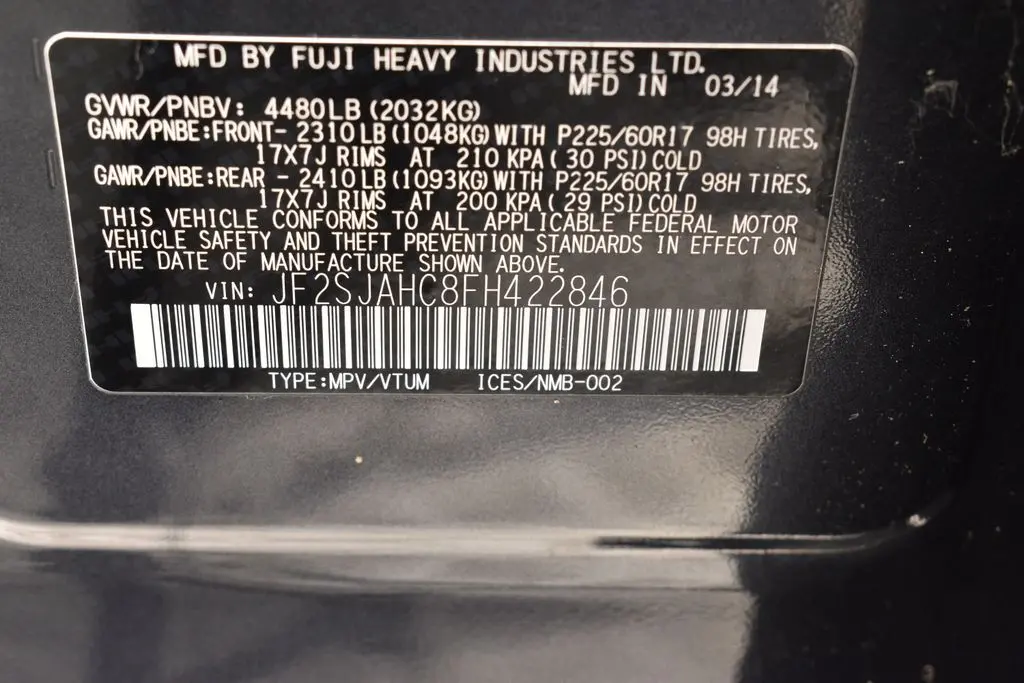 MFD BY FUJI HEAVY INDUSTRIES LTD.
MFD IN 03/14
GVWR/PNBV: 4480LB(2032KG)
GAWR/PNBE:FRONT- 2310LB(1048KG)WITH P225/60R17 98H TIRES,
17X7J RIMS AT 210 KPA( 30 PSI)COLD
GAWR/PNBE:REAR - 2410LB(1093KG)WITH P225/60R17 98H TIRES,
17X7J RIMS AT 200 KPA( 29 PSI)COLD
THIS VEHICLE CONFORMS TO ALL APPLICABLE FEDERAL MOTOR
VEHICLE SAFETY AND THEFT PREVENTION STANDARDS IN EFFECT ON
THE DATE OF MANUFACTURE SHOWN ABOVE.
VIN: JF2SJAHC8FH422846
TYPE:MPV/VTUM ICES/NMB-002